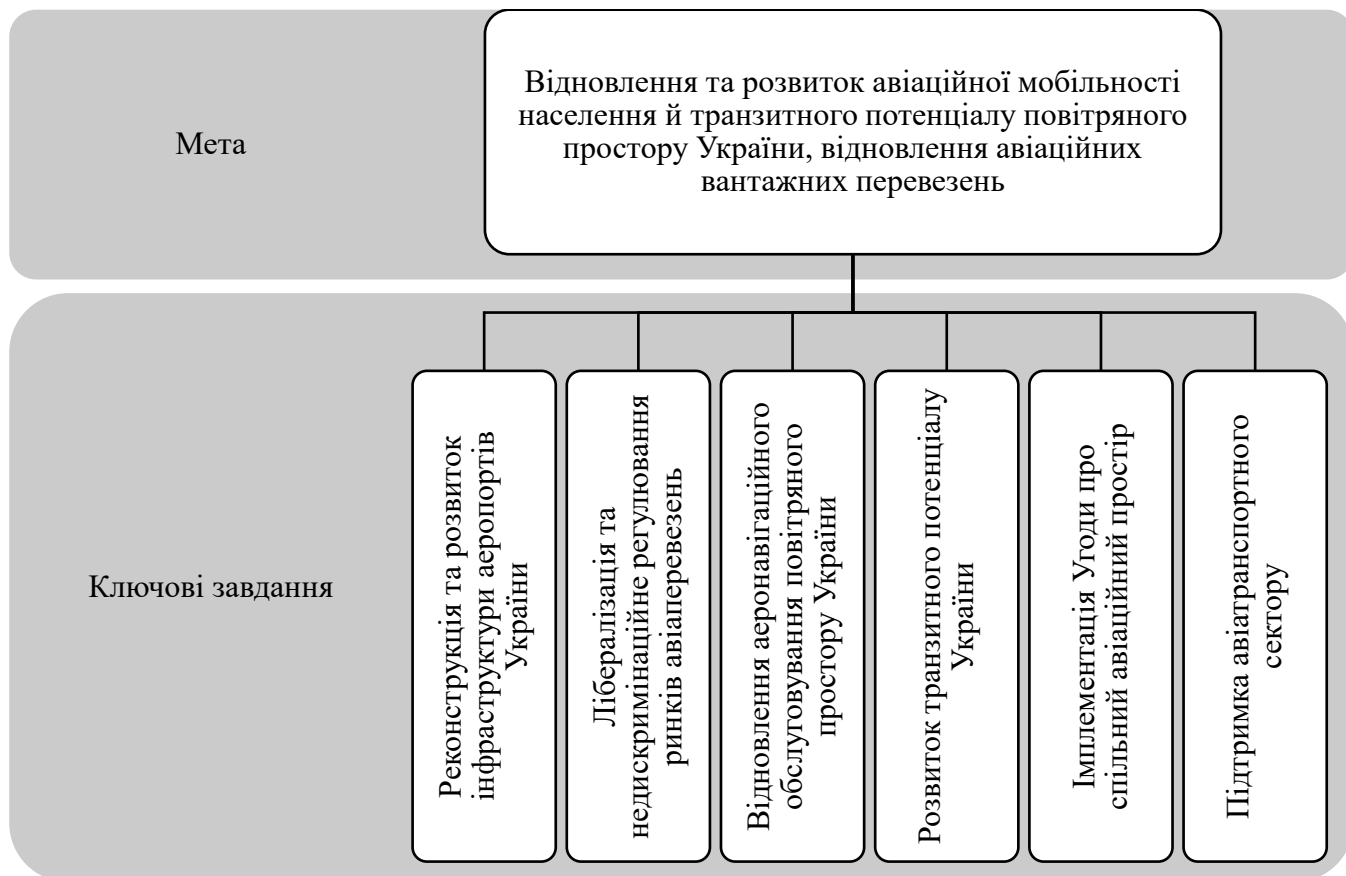 Мета
Відновлення та розвиток авіаційної мобільності
населення й транзитного потенціалу повітряного
простору України, відновлення авіаційних
вантажних перевезень
Ключові завдання
Реконструкція та розвиток
інфраструктури аеропортів
України
Лібералізація та
недискримінаційне регулювання
ринків авіаперевезень
Відновлення аеронавігаційного
обслуговування повітряного
простору України
Розвиток транзитного потенціалу
України
Імплементація Угоди про
спільний авіаційний простір
Підтримка авіатранспортного
сектору